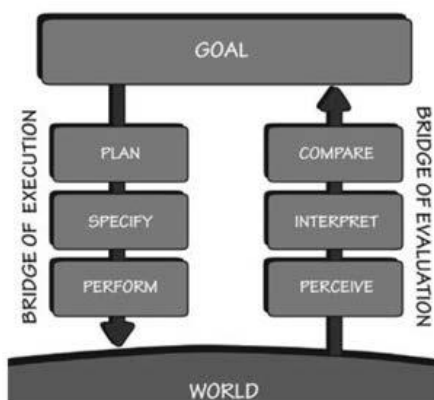 GOAL
BRIDGE OF EXECUTION
PLAN
SPECIFY
PERFORM
COMPARE
INTERPRET
PERCEIVE
BRIDGE OF EVALUATION
WORLD